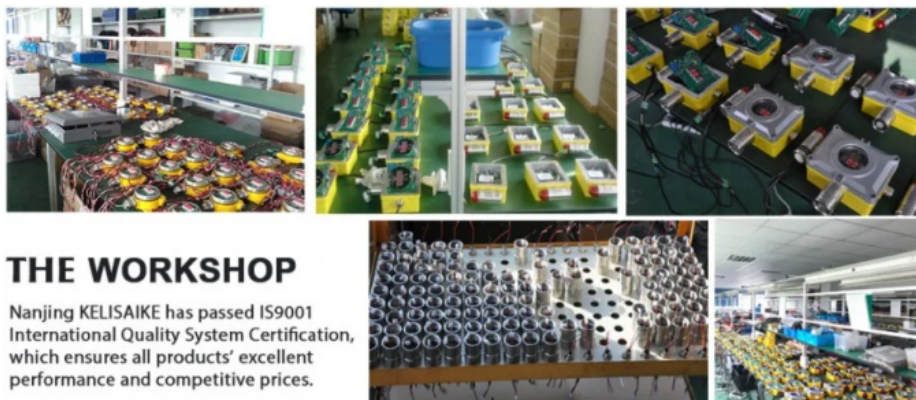 THE WORKSHOP
Nanjing KELISAIKE has passed IS9001
International Quality System Certification,
which ensures all products' excellent
performance and competitive prices.